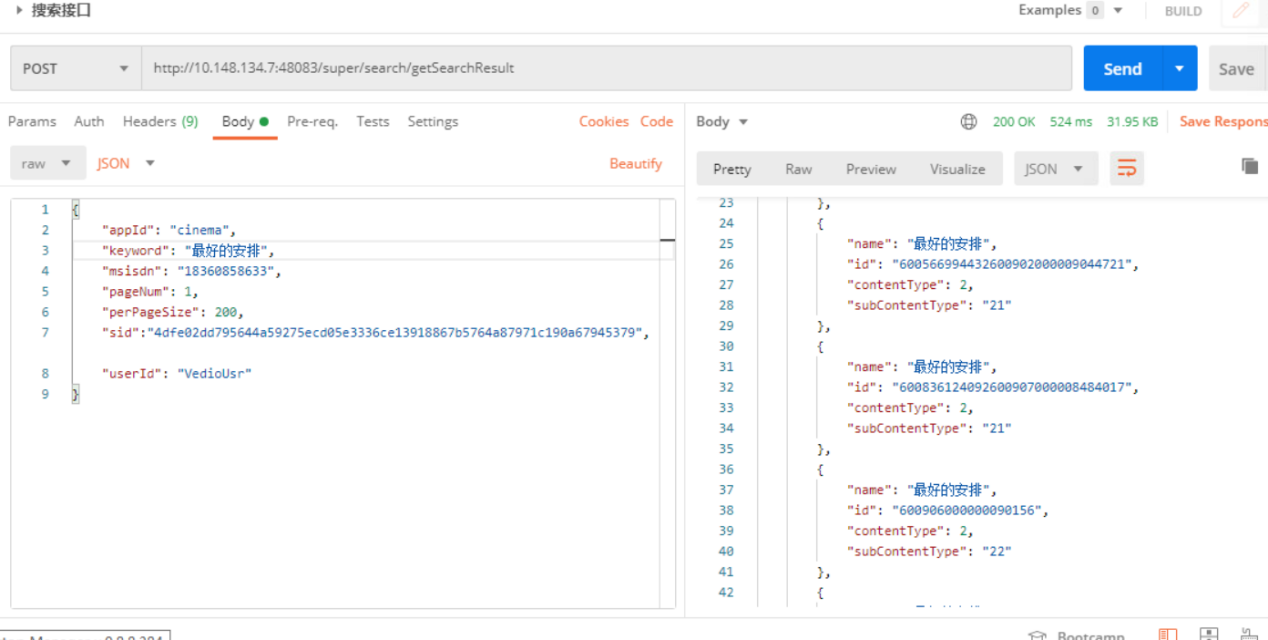 搜索接口
Examples 0
BUILD
POST
http://10.148.134.7:48083/super/search/getSearchResult
Send
Save
Params Auth Headers (9) Body Pre-req. Tests Settings
Cookies Code
raw JSON
Beautify
1 {
2 "appId": "cinema",
3 "keyword": "最好的安排",
4 "msisdn": "18360858633",
5 "pageNum": 1,
6 "perPageSize": 200,
7 "sid":"4dfe02dd795644a59275ecd05e3336ce13918867b5764a87971c190a67945379",
8 "userId": "VedioUsr"
9 }
Body
200 OK 524 ms 31.95 KB Save Respons
Pretty Raw Preview Visualize JSON
23 },
24 {
25 "name": "最好的安排",
26 "id": "600566994432600902000009044721",
27 "contentType": 2,
28 "subContentType": "21"
29 },
30 {
31 "name": "最好的安排",
32 "id": "600836124092600907000008484017",
33 "contentType": 2,
34 "subContentType": "21"
35 },
36 {
37 "name": "最好的安排",
38 "id": "600906000000090156",
39 "contentType": 2,
40 "subContentType": "22"
41 },
42 {
Bootcamp